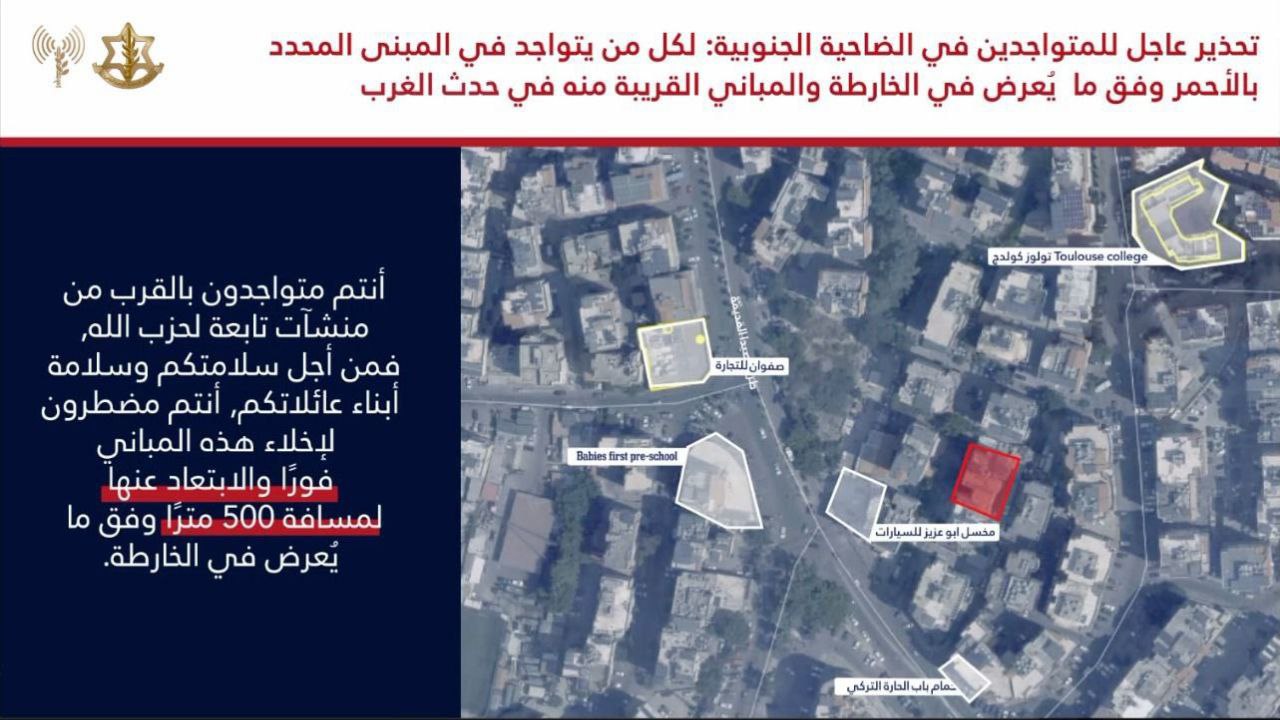 تحذير عاجل للمتواجدين في الضاحية الجنوبية: لكل من يتواجد في المبنى المحدد
بالأحمر وفق ما يُعرض في الخارطة والمباني القريبة منه في حدث الغرب
أنتم متواجدون بالقرب من
منشآت تابعة لحزب الله,
فمن أجل سلامتكم وسلامة
أبناء عائلاتكم, أنتم مضطرون
لإخلاء هذه المباني
فورًا والابتعاد عنها
لمسافة 500 مترًا وفق ما
يُعرض في الخارطة.
تولوز كولدج Toulouse college
صفوان للتجارة
Babies first pre-school
مخسل ابو عزيز للسيارات
حمام باب الحارة التركي